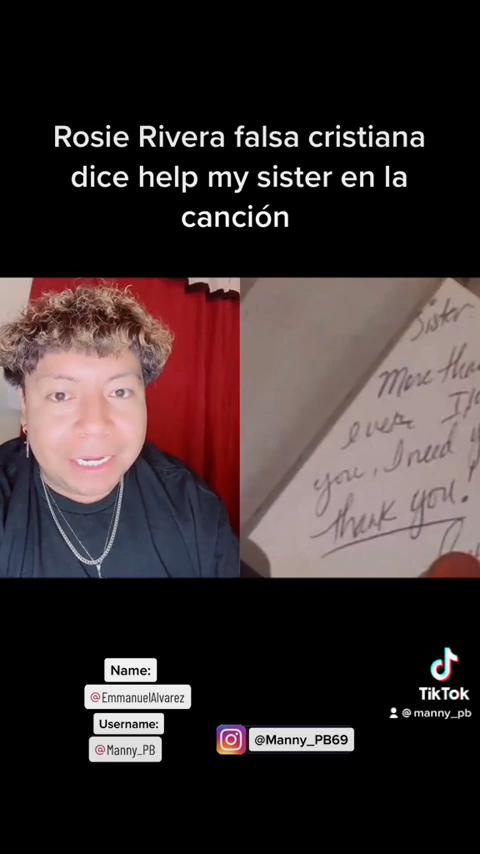 Rosie Rivera falsa cristiana
dice help my sister en la
canción
Sister:
More tha
ever I
you, I need y
thank you.
Name:
@EmmanuelAlvarez
Username:
@Manny_PB
@Manny_PB69
TikTok
@manny_pb